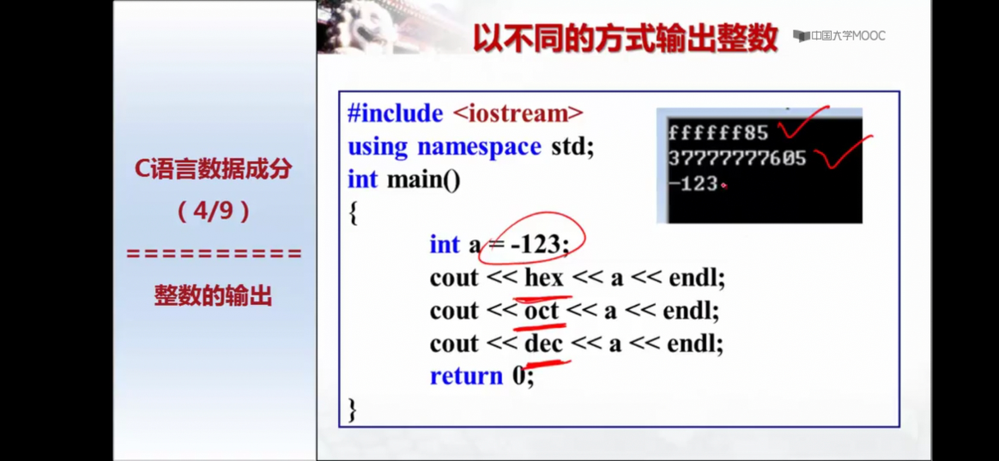 以不同的方式输出整数
中国大学MOOC
C语言数据成分
（4/9）
==========
整数的输出
#include <iostream>
using namespace std;
int main()
{
int a = -123;
cout << hex << a << endl;
cout << oct << a << endl;
cout << dec << a << endl;
return 0;
}
ffffff85
37777777605
-123